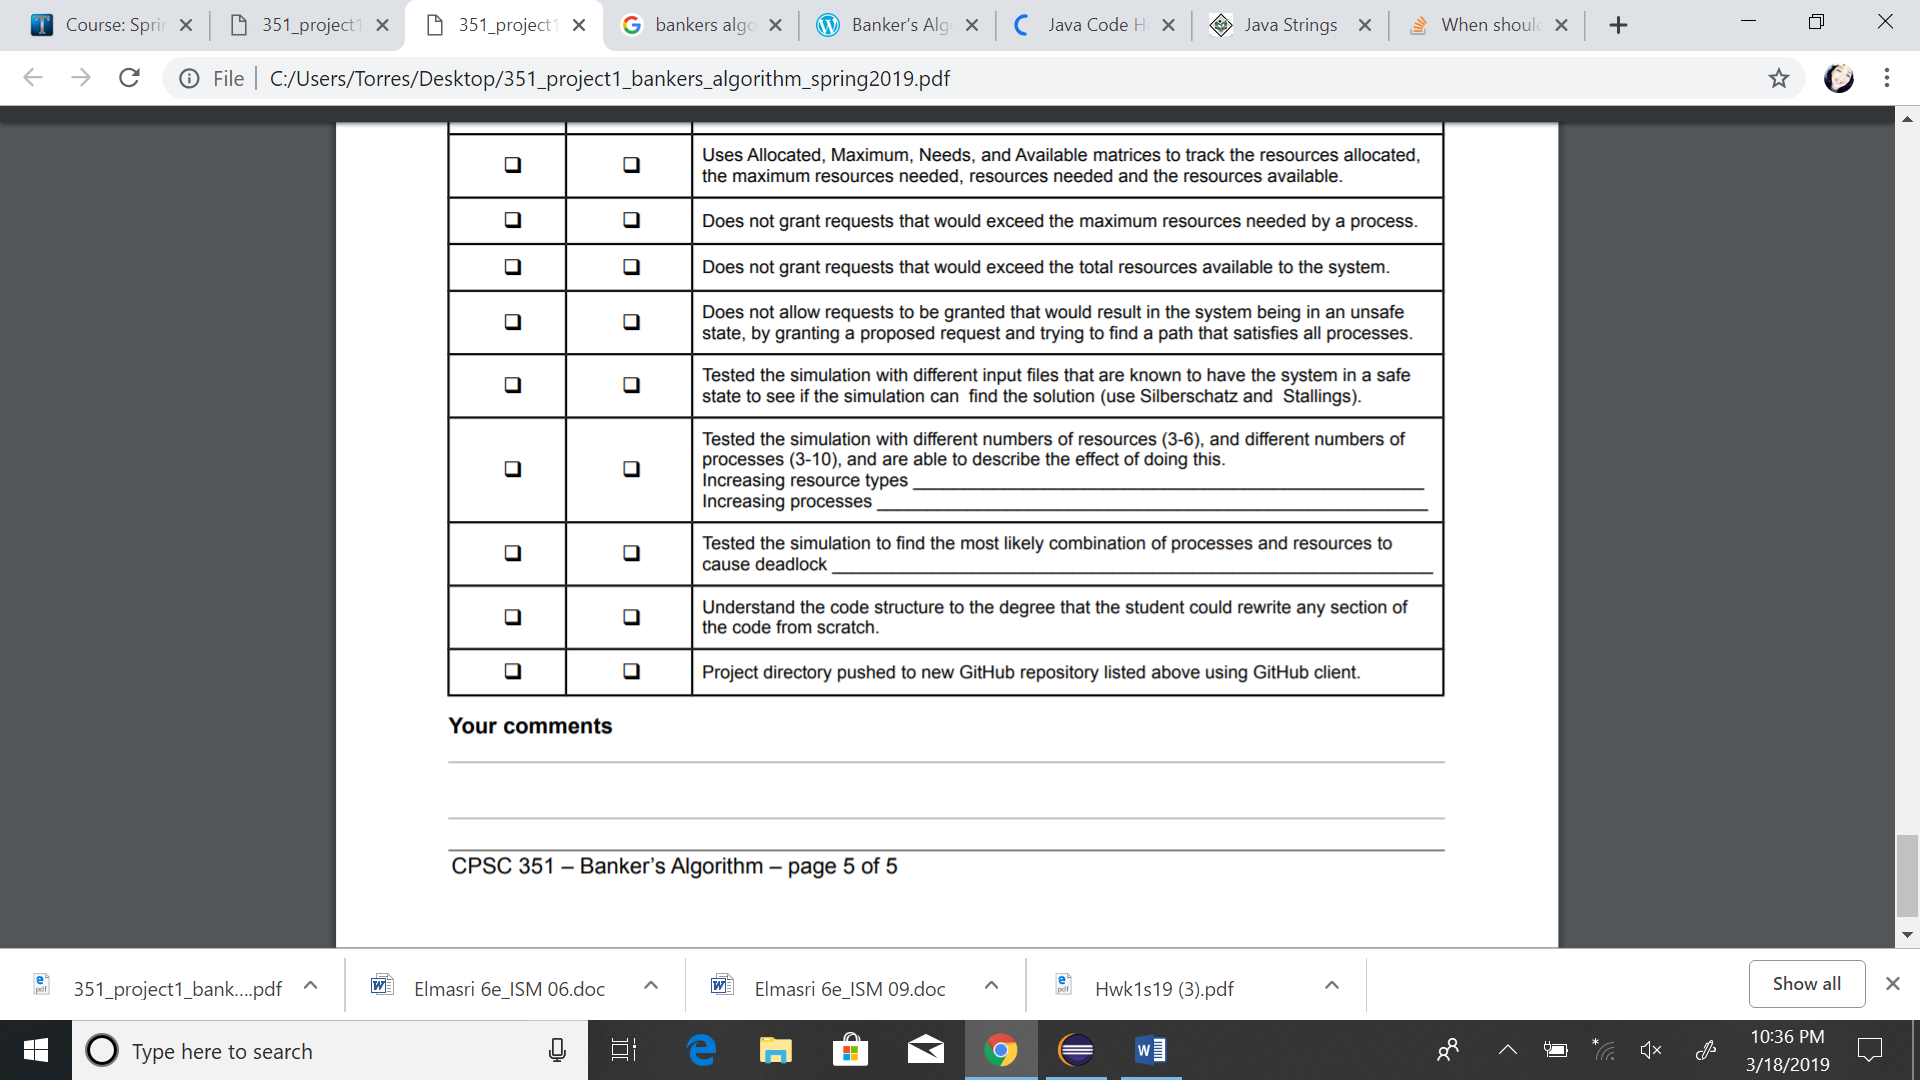 Course: Sprin
351_project1
351_project1
bankers algo
Banker's Alg
Java Code H
Java Strings
When shoul
File
C:/Users/Torres/Desktop/351_project1_bankers_algorithm_spring2019.pdf
Uses Allocated, Maximum, Needs, and Available matrices to track the resources allocated,
the maximum resources needed, resources needed and the resources available.
Does not grant requests that would exceed the maximum resources needed by a process.
Does not grant requests that would exceed the total resources available to the system.
Does not allow requests to be granted that would result in the system being in an unsafe
state, by granting a proposed request and trying to find a path that satisfies all processes.
Tested the simulation with different input files that are known to have the system in a safe
state to see if the simulation can find the solution (use Silberschatz and Stallings).
Tested the simulation with different numbers of resources (3-6), and different numbers of
processes (3-10), and are able to describe the effect of doing this.
Increasing resource types
Increasing processes
Tested the simulation to find the most likely combination of processes and resources to
cause deadlock
Understand the code structure to the degree that the student could rewrite any section of
the code from scratch.
Project directory pushed to new GitHub repository listed above using GitHub client.
Your comments
CPSC 351 – Banker's Algorithm – page 5 of 5
351_project1_bank....pdf
Elmasri 6e_ISM 06.doc
Elmasri 6e_ISM 09.doc
Hwk1s19 (3).pdf
Show all
Type here to search
10:36 PM
3/18/2019